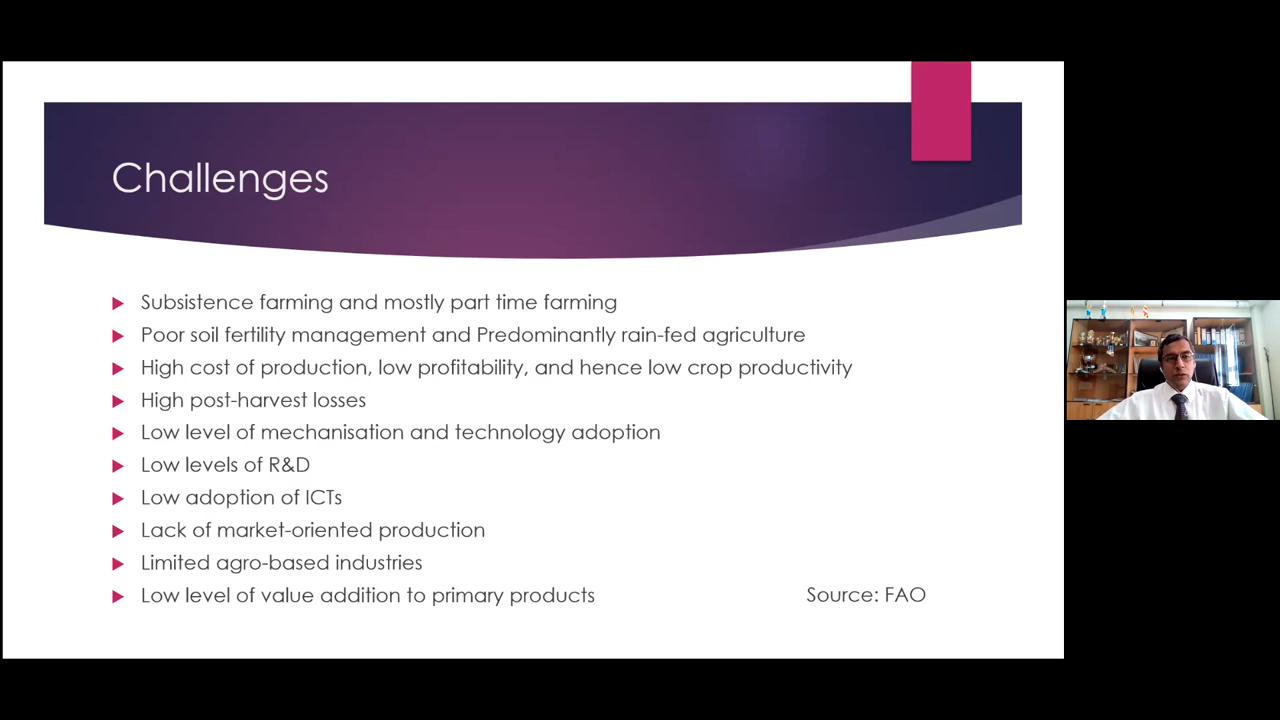 Challenges
Subsistence farming and mostly part time farming
Poor soil fertility management and Predominantly rain-fed agriculture
High cost of production, low profitability, and hence low crop productivity
High post-harvest losses
Low level of mechanisation and technology adoption
Low levels of R&D
Low adoption of ICTs
Lack of market-oriented production
Limited agro-based industries
Low level of value addition to primary products
Source: FAO